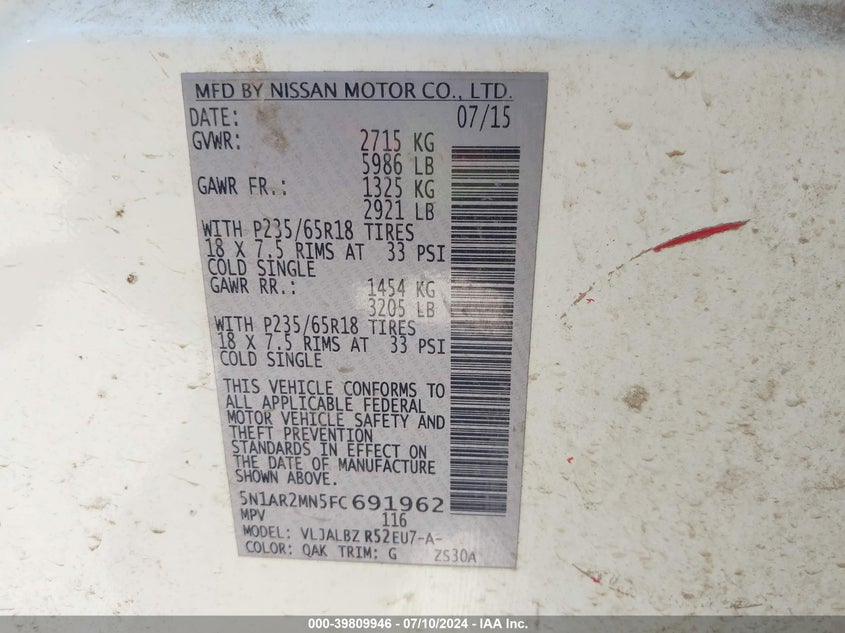 MFD BY NISSAN MOTOR CO., LTD.
DATE: 07/15
GVWR: 2715 KG
5986 LB
GAWR FR.: 1325 KG
2921 LB
WITH P235/65R18 TIRES
18 X 7.5 RIMS AT 33 PSI
COLD SINGLE
GAWR RR.: 1454 KG
3205 LB
WITH P235/65R18 TIRES
18 X 7.5 RIMS AT 33 PSI
COLD SINGLE
THIS VEHICLE CONFORMS TO
ALL APPLICABLE FEDERAL
MOTOR VEHICLE SAFETY AND
THEFT PREVENTION
STANDARDS IN EFFECT ON
THE DATE OF MANUFACTURE
SHOWN ABOVE.
5N1AR2MN5FC691962
MPV 116
MODEL: VLJALBZ R52EU7-A-
COLOR: QAK TRIM: G ZS30A
000-39809946 - 07/10/2024 - IAA Inc.